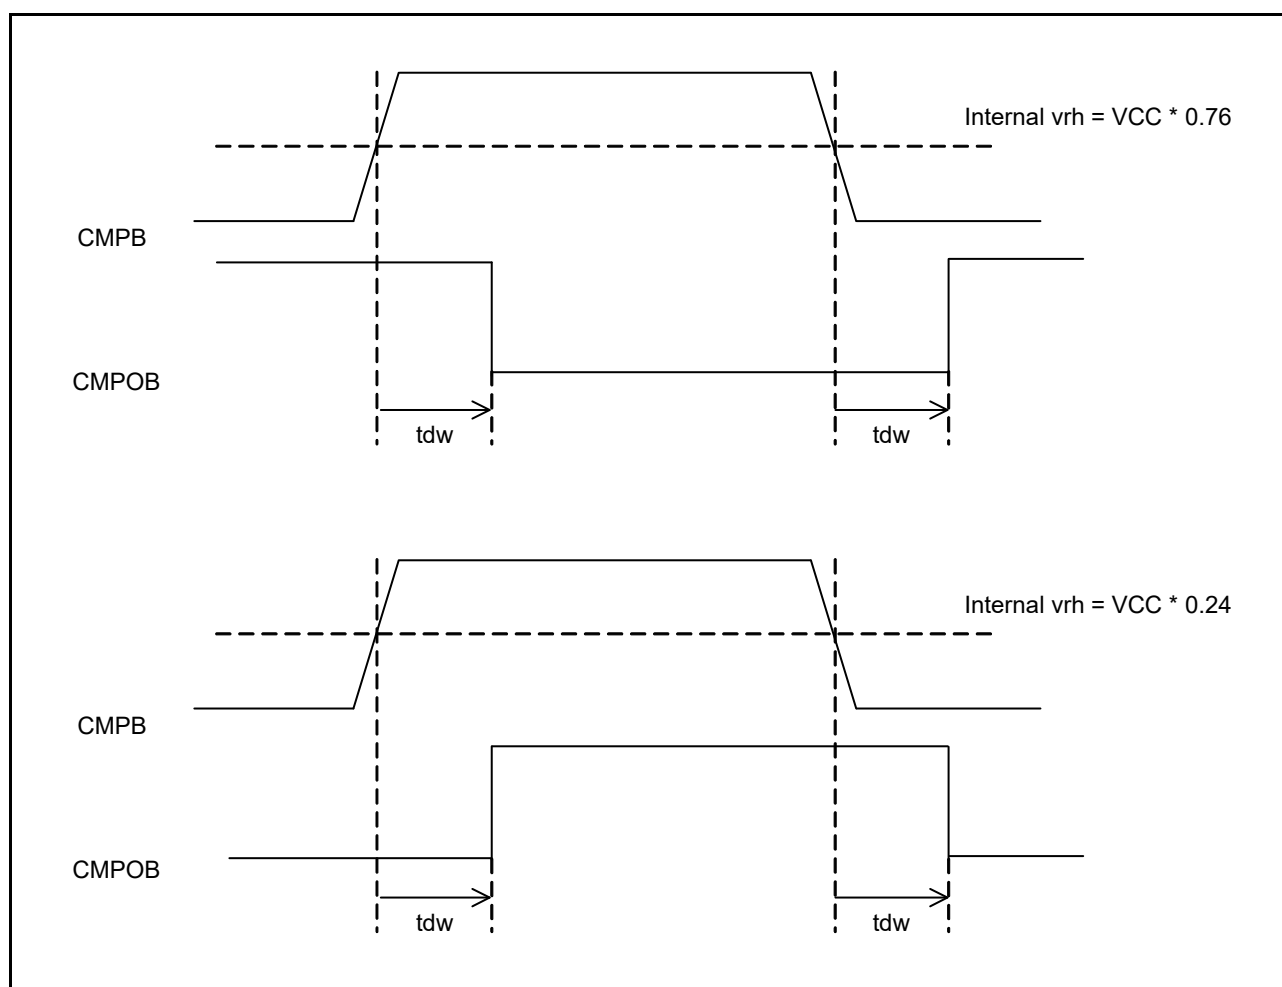 Internal vrh = VCC * 0.76
CMPB
CMPOB
tdw
tdw
Internal vrh = VCC * 0.24
CMPB
CMPOB
tdw
tdw